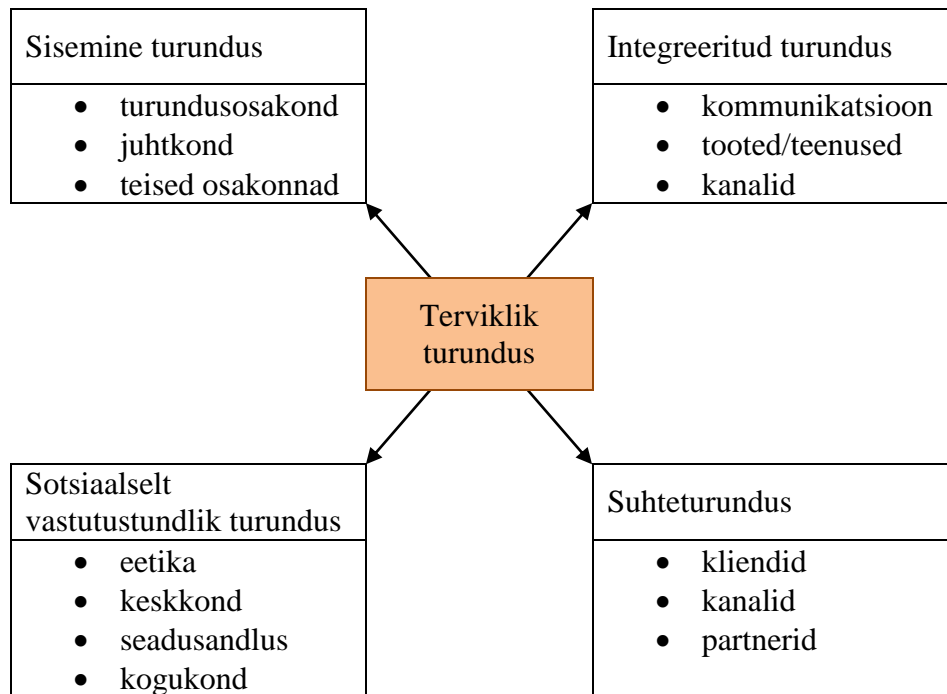 Sisemine turundus
• turundusosakond
• juhtkond
• teised osakonnad
Integreeritud turundus
• kommunikatsioon
• tooted/teenused
• kanalid
Terviklik
turundus
Sotsiaalselt
vastutustundlik turundus
• eetika
• keskkond
• seadusandlus
• kogukond
Suhteturundus
• kliendid
• kanalid
• partnerid